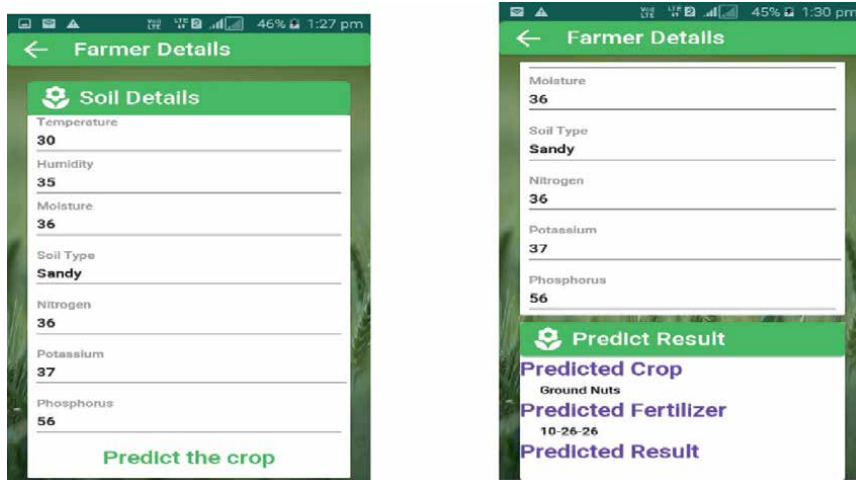 46% 1:27 pm
Farmer Details
Soil Details
Temperature
30
Humidity
35
Moisture
36
Soil Type
Sandy
Nitrogen
36
Potassium
37
Phosphorus
56
Predict the crop
45% 1:30 pm
Farmer Details
Moisture
36
Soil Type
Sandy
Nitrogen
36
Potassium
37
Phosphorus
56
Predict Result
Predicted Crop
Ground Nuts
Predicted Fertilizer
10-26-26
Predicted Result